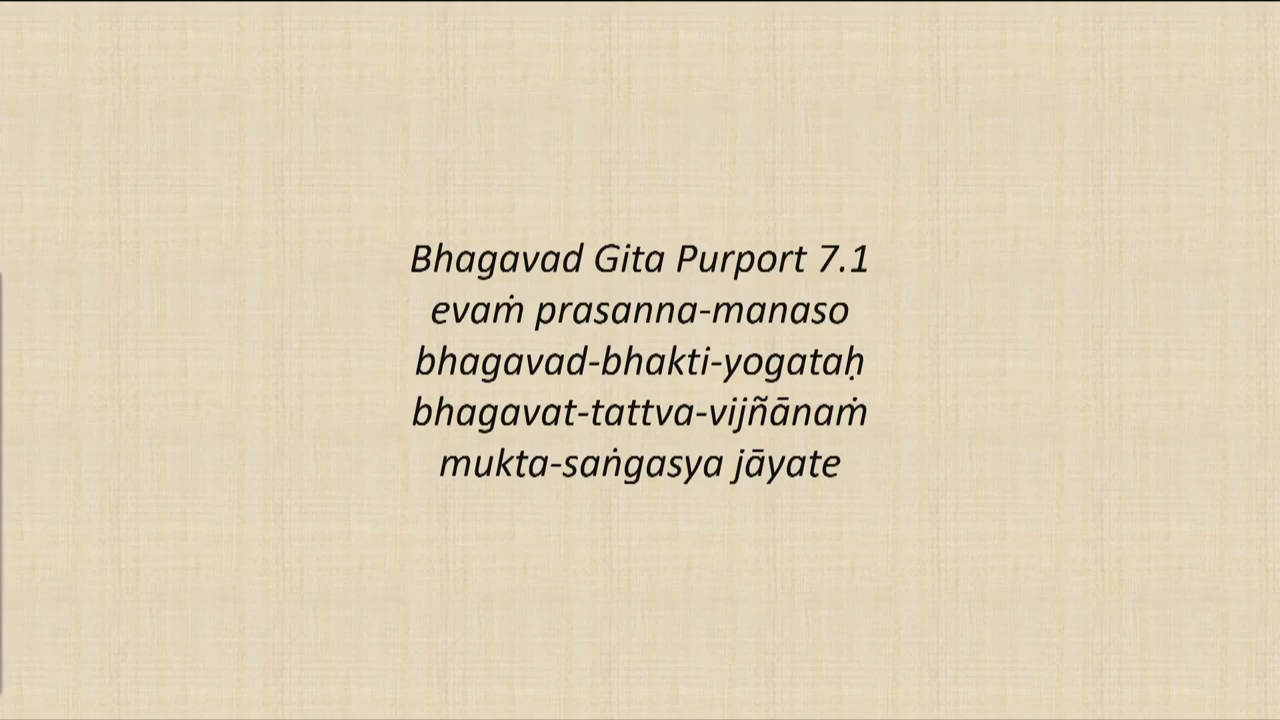 Bhagavad Gita Purport 7.1
evaṁ prasanna-manaso
bhagavad-bhakti-yogataḥ
bhagavat-tattva-vijñānaṁ
mukta-saṅgasya jāyate